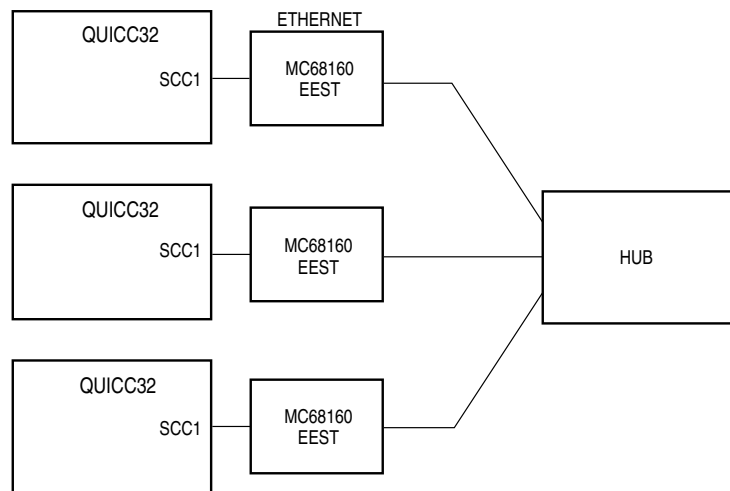 ETHERNET
QUICC32
SCC1
MC68160
EEST
QUICC32
SCC1
MC68160
EEST
HUB
QUICC32
SCC1
MC68160
EEST